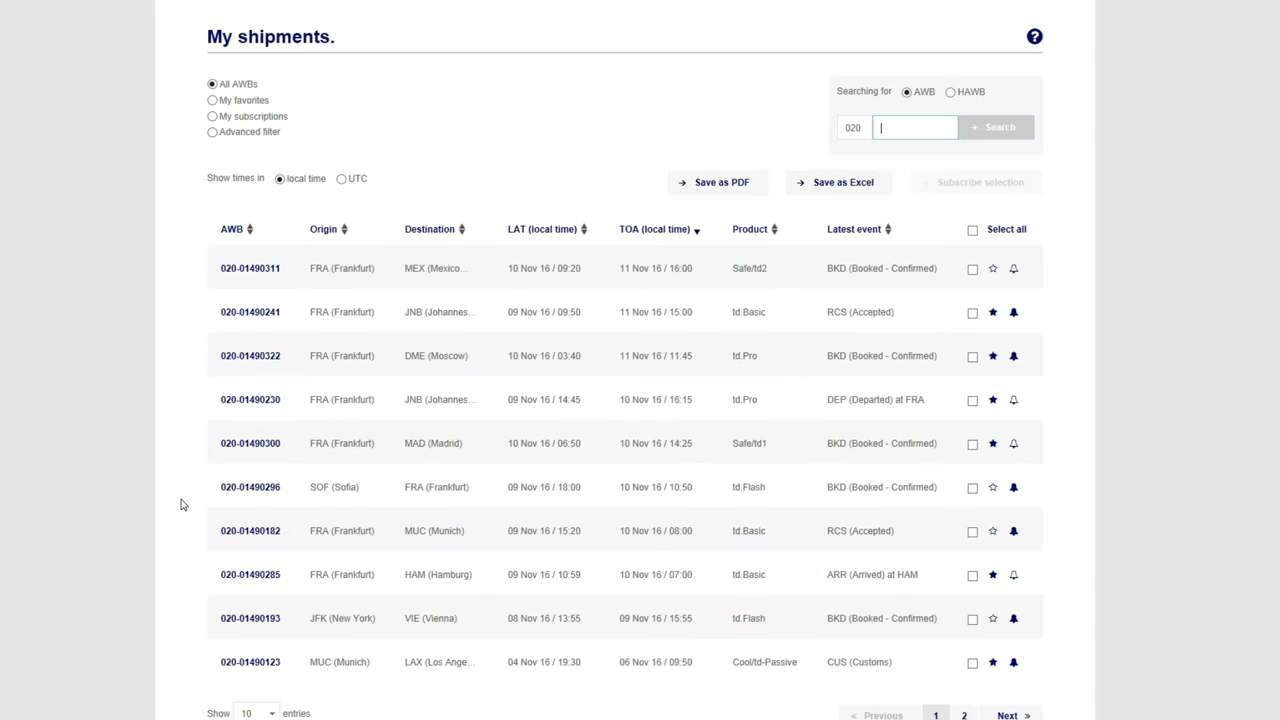 My shipments.
?
All AWBs
My favorites
My subscriptions
Advanced filter
Searching for AWB HAWB
020 Search
Show times in local time UTC
Save as PDF Save as Excel Subscribe selection
AWB Origin Destination LAT (local time) TOA (local time) Product Latest event Select all
020-01490311 FRA (Frankfurt) MEX (Mexico... 10 Nov 16 / 09:20 11 Nov 16 / 16:00 Safe/td2 BKD (Booked - Confirmed)
020-01490241 FRA (Frankfurt) JNB (Johannes... 09 Nov 16 / 09:50 11 Nov 16 / 15:00 td.Basic RCS (Accepted)
020-01490322 FRA (Frankfurt) DME (Moscow) 10 Nov 16 / 03:40 11 Nov 16 / 11:45 td.Pro BKD (Booked - Confirmed)
020-01490230 FRA (Frankfurt) JNB (Johannes... 09 Nov 16 / 14:45 10 Nov 16 / 16:15 td.Pro DEP (Departed) at FRA
020-01490300 FRA (Frankfurt) MAD (Madrid) 10 Nov 16 / 06:50 10 Nov 16 / 14:25 Safe/td1 BKD (Booked - Confirmed)
020-01490296 SOF (Sofia) FRA (Frankfurt) 09 Nov 16 / 18:00 10 Nov 16 / 10:50 td.Flash BKD (Booked - Confirmed)
020-01490182 FRA (Frankfurt) MUC (Munich) 09 Nov 16 / 15:20 10 Nov 16 / 08:00 td.Basic RCS (Accepted)
020-01490285 FRA (Frankfurt) HAM (Hamburg) 09 Nov 16 / 10:59 10 Nov 16 / 07:00 td.Basic ARR (Arrived) at HAM
020-01490193 JFK (New York) VIE (Vienna) 08 Nov 16 / 13:55 09 Nov 16 / 15:55 td.Flash BKD (Booked - Confirmed)
020-01490123 MUC (Munich) LAX (Los Ange... 04 Nov 16 / 19:30 06 Nov 16 / 09:50 Cool/td-Passive CUS (Customs)
Show 10 entries « Previous 1 2 Next »